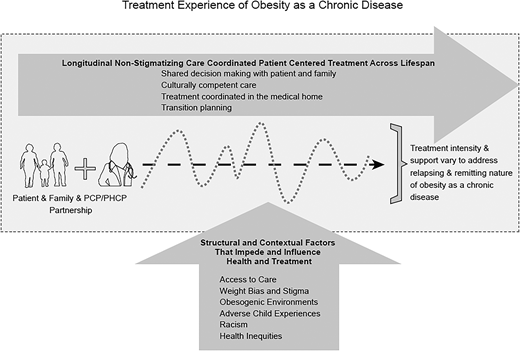 Treatment Experience of Obesity as a Chronic Disease
Longitudinal Non-Stigmatizing Care Coordinated Patient Centered Treatment Across Lifespan
Shared decision making with patient and family
Culturally competent care
Treatment coordinated in the medical home
Transition planning
Patient & Family & PCP/PHCP
Partnership
Treatment intensity &
support vary to address
relapsing & remitting nature
of obesity as a chronic
disease
Structural and Contextual Factors
That Impede and Influence
Health and Treatment
Access to Care
Weight Bias and Stigma
Obesogenic Environments
Adverse Child Experiences
Racism
Health Inequities